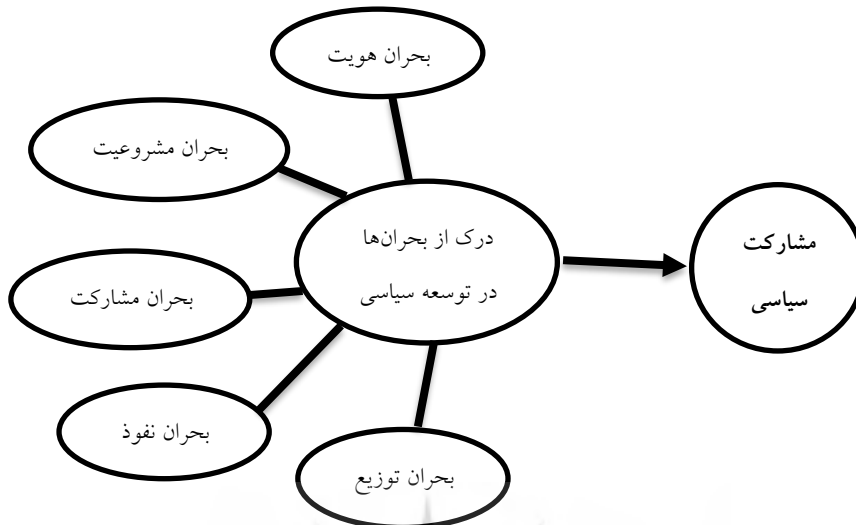 بحران هویت
بحران مشروعیت
درک از بحران‌ها
در توسعه سیاسی
مشارکت
سیاسی
بحران مشارکت
بحران نفوذ
بحران توزیع